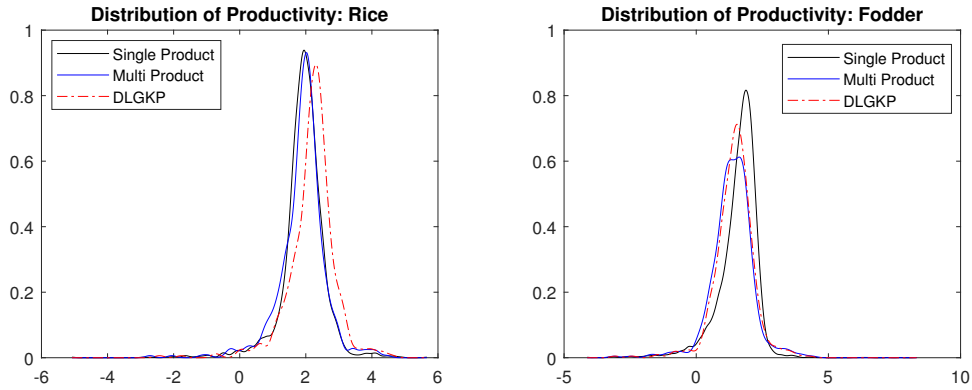 Distribution of Productivity: Rice
1
0.8
0.6
0.4
0.2
0
-6
-4
-2
0
2
4
6
Single Product
Multi Product
DLGKP
Distribution of Productivity: Fodder
1
0.8
0.6
0.4
0.2
0
-5
0
5
10
Single Product
Multi Product
DLGKP